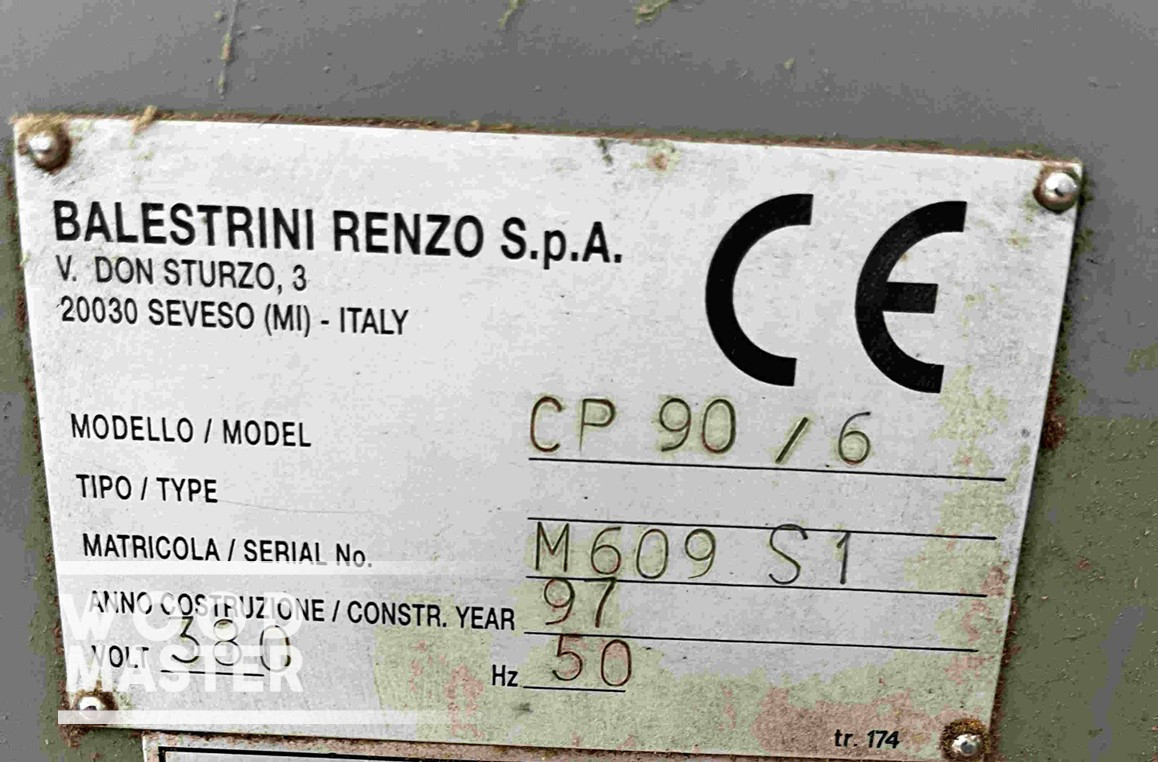 BALESTRINI RENZO S.p.A.
V. DON STURZO, 3
20030 SEVESO (MI) - ITALY
CE
MODELLO / MODEL CP 90 / 6
TIPO / TYPE
MATRICOLA / SERIAL No. M609 S1
ANNO COSTRUZIONE / CONSTR. YEAR 97
VOLT 380 Hz 50
WOOD
MASTER
tr. 174